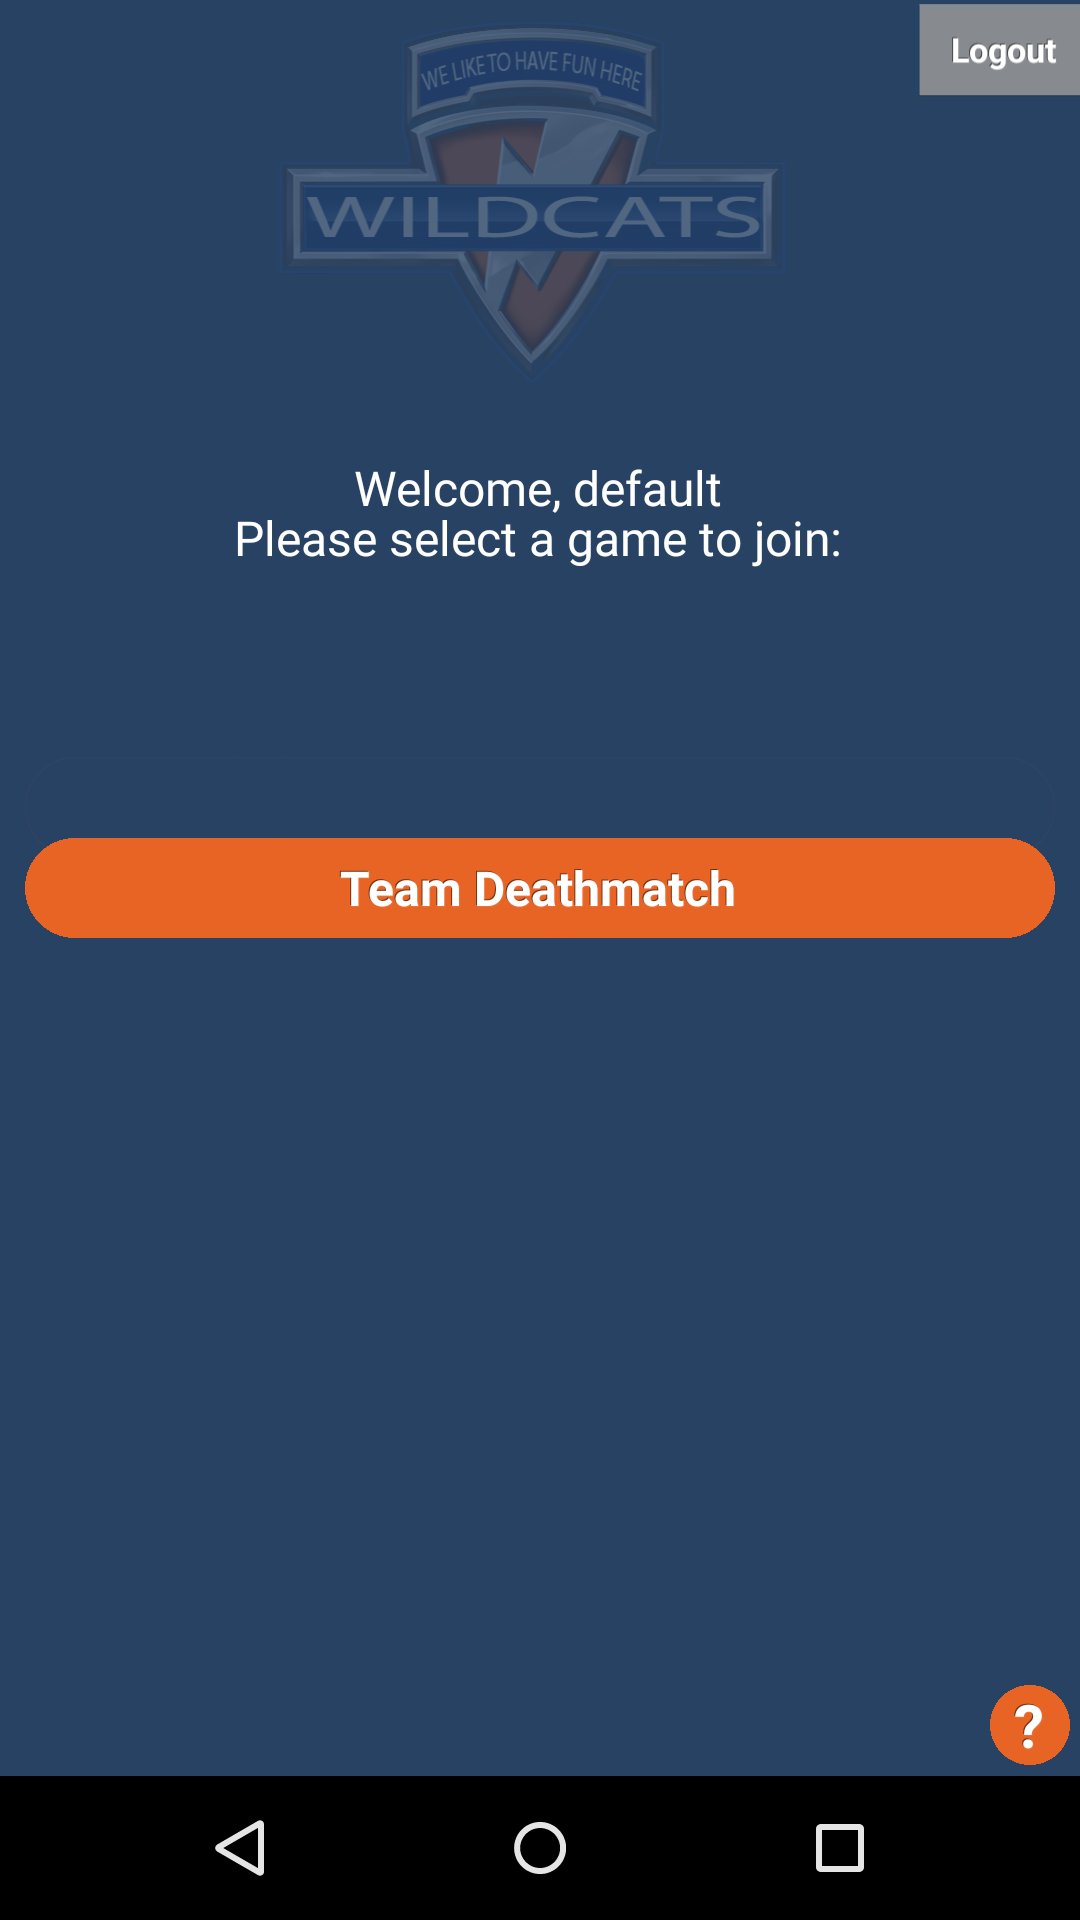 Logout
WE LIKE TO HAVE FUN HERE
WILDCATS
Welcome, default
Please select a game to join:
Team Deathmatch
?